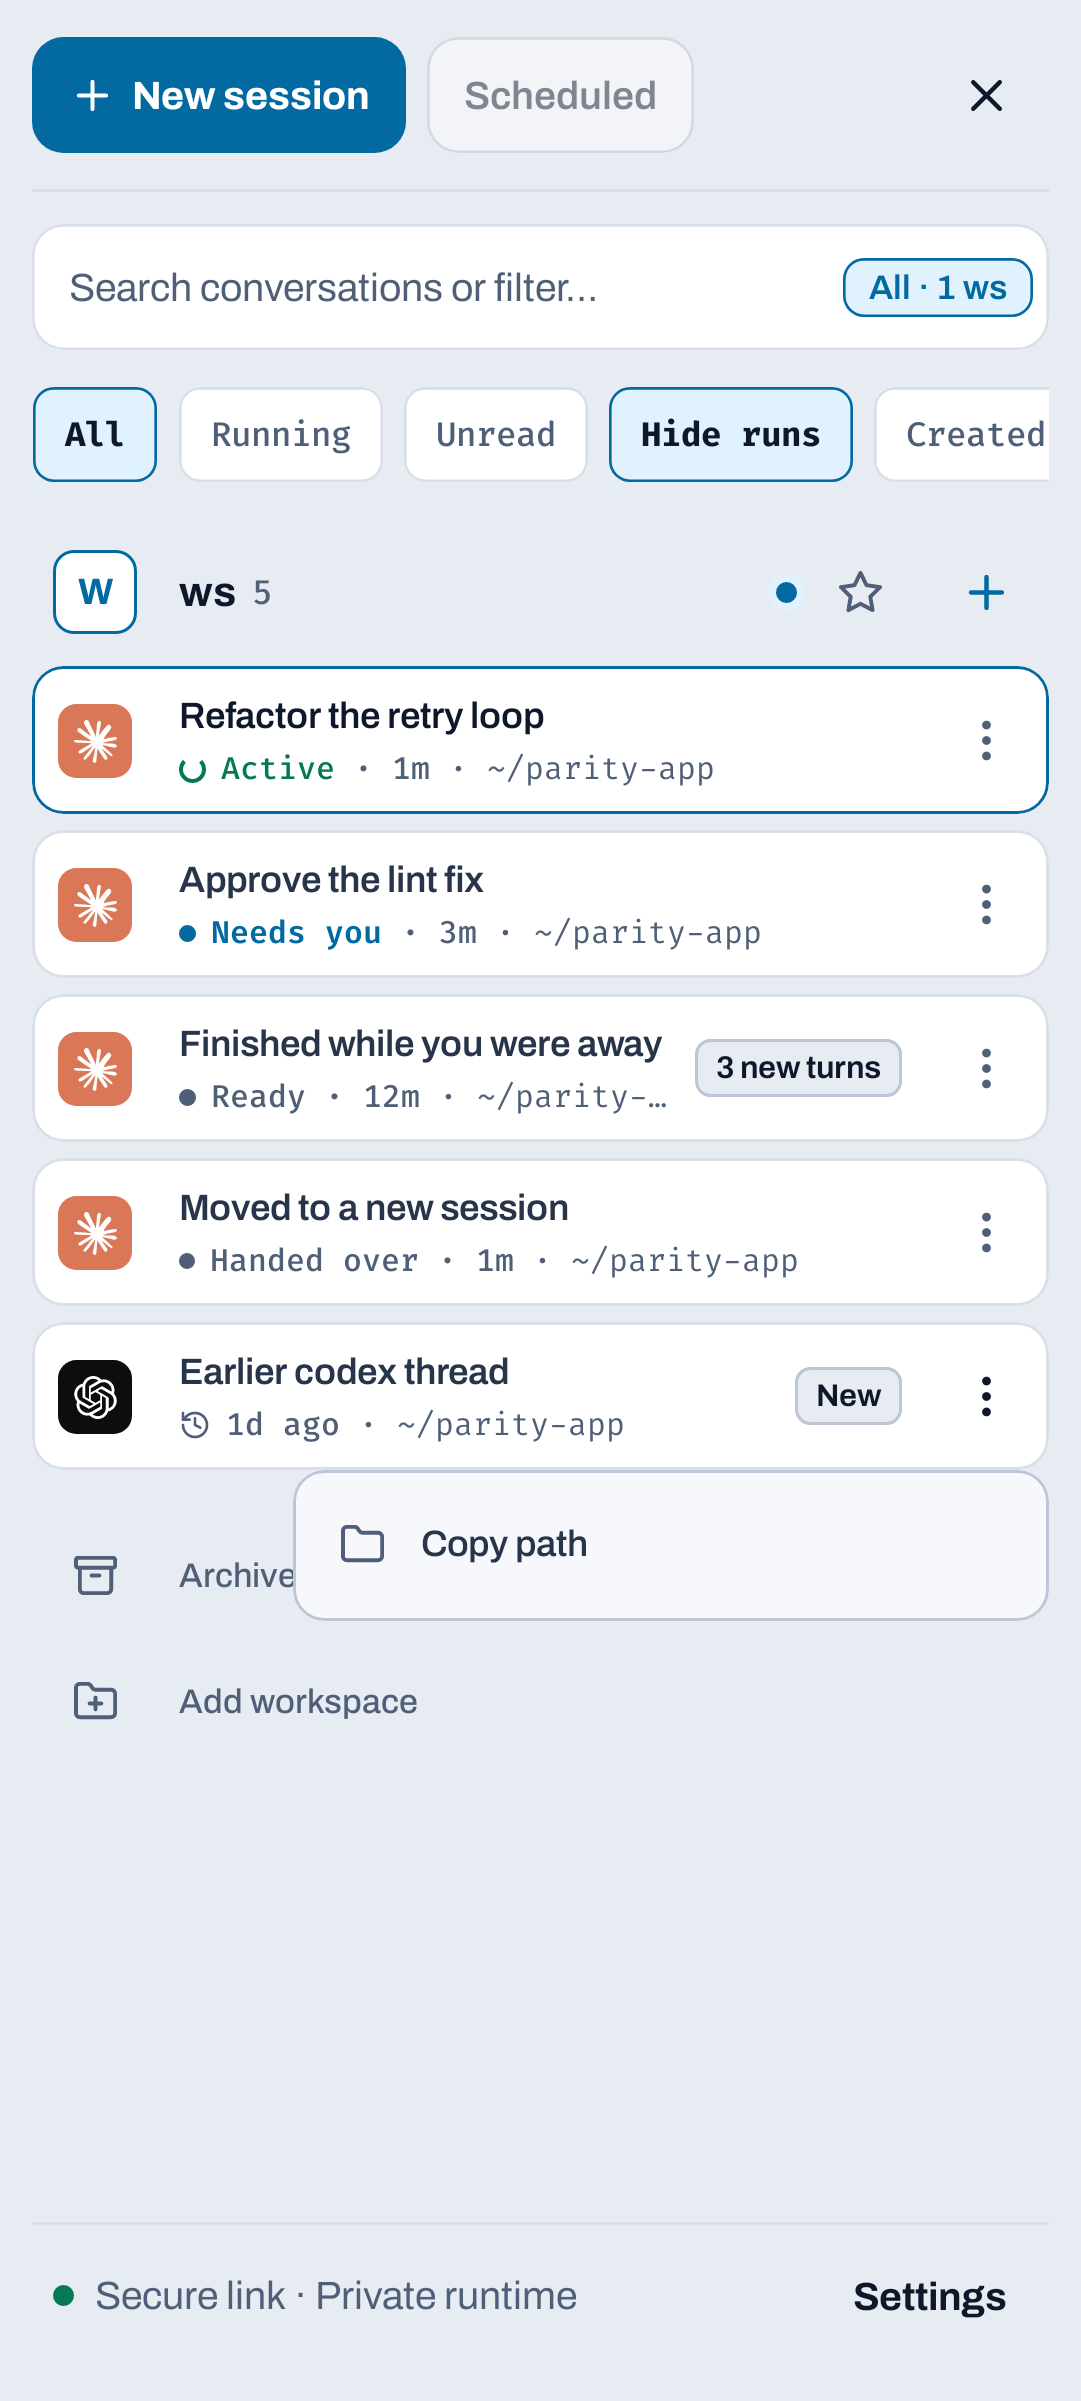 New session
Scheduled
Search conversations or filter...
All · 1 ws
All
Running
Unread
Hide runs
Created
W
ws 5
Refactor the retry loop
Active · 1m · ~/parity-app
Approve the lint fix
Needs you · 3m · ~/parity-app
Finished while you were away
3 new turns
Ready · 12m · ~/parity-…
Moved to a new session
Handed over · 1m · ~/parity-app
Earlier codex thread
New
1d ago · ~/parity-app
Copy path
Archive
Add workspace
Secure link · Private runtime
Settings